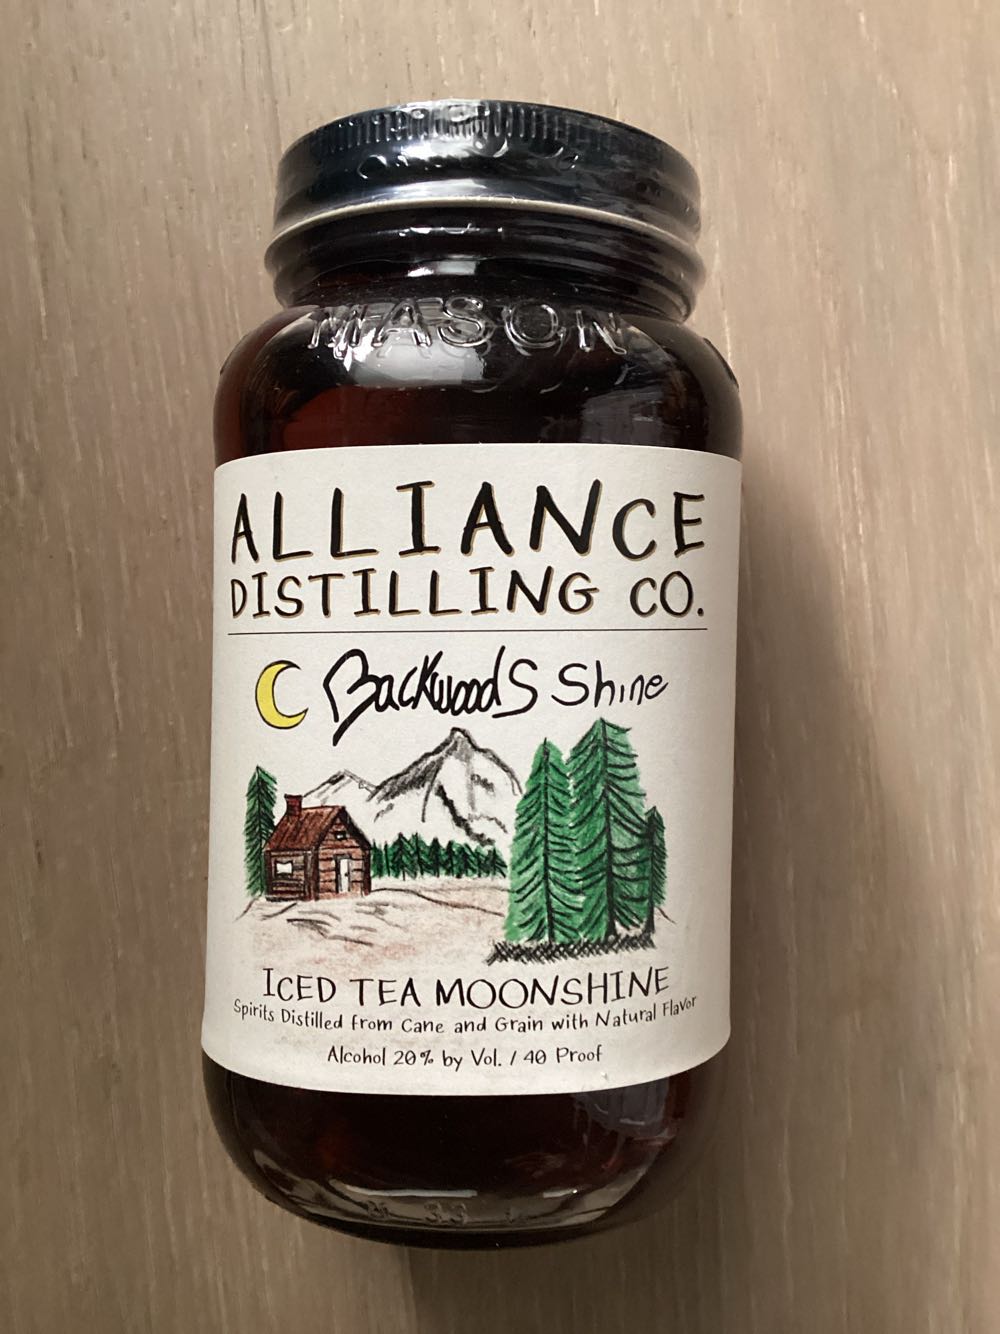 MASON
ALLIANCE
DISTILLING CO.
Backwoods Shine
ICED TEA MOONSHINE
Spirits Distilled from Cane and Grain with Natural Flavor
Alcohol 20% by Vol. / 40 Proof